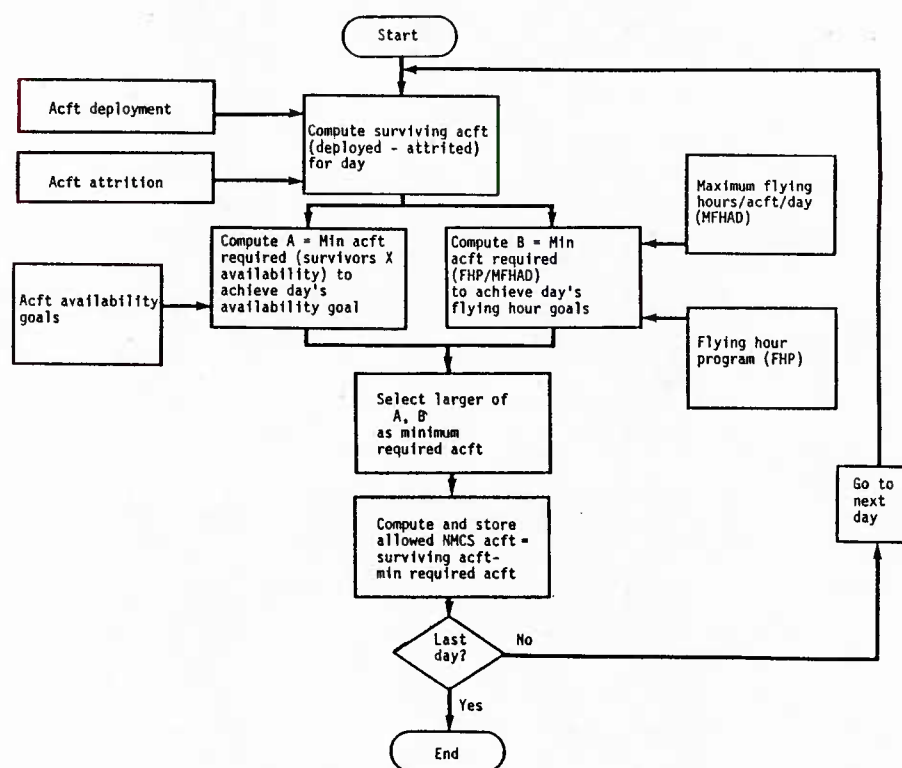 Start
Acft deployment
Acft attrition
Compute surviving acft
(deployed - attrited)
for day
Maximum flying
hours/acft/day
(MFHAD)
Compute A = Min acft
required (survivors X
availability) to
achieve day's
availability goal
Compute B = Min
acft required
(FHP/MFHAD)
to achieve day's
flying hour goals
Acft availability
goals
Flying hour
program (FHP)
Select larger of
A, B
as minimum
required acft
Go to
next
day
Compute and store
allowed NMCS acft =
surviving acft-
min required acft
Last
day?
No
Yes
End